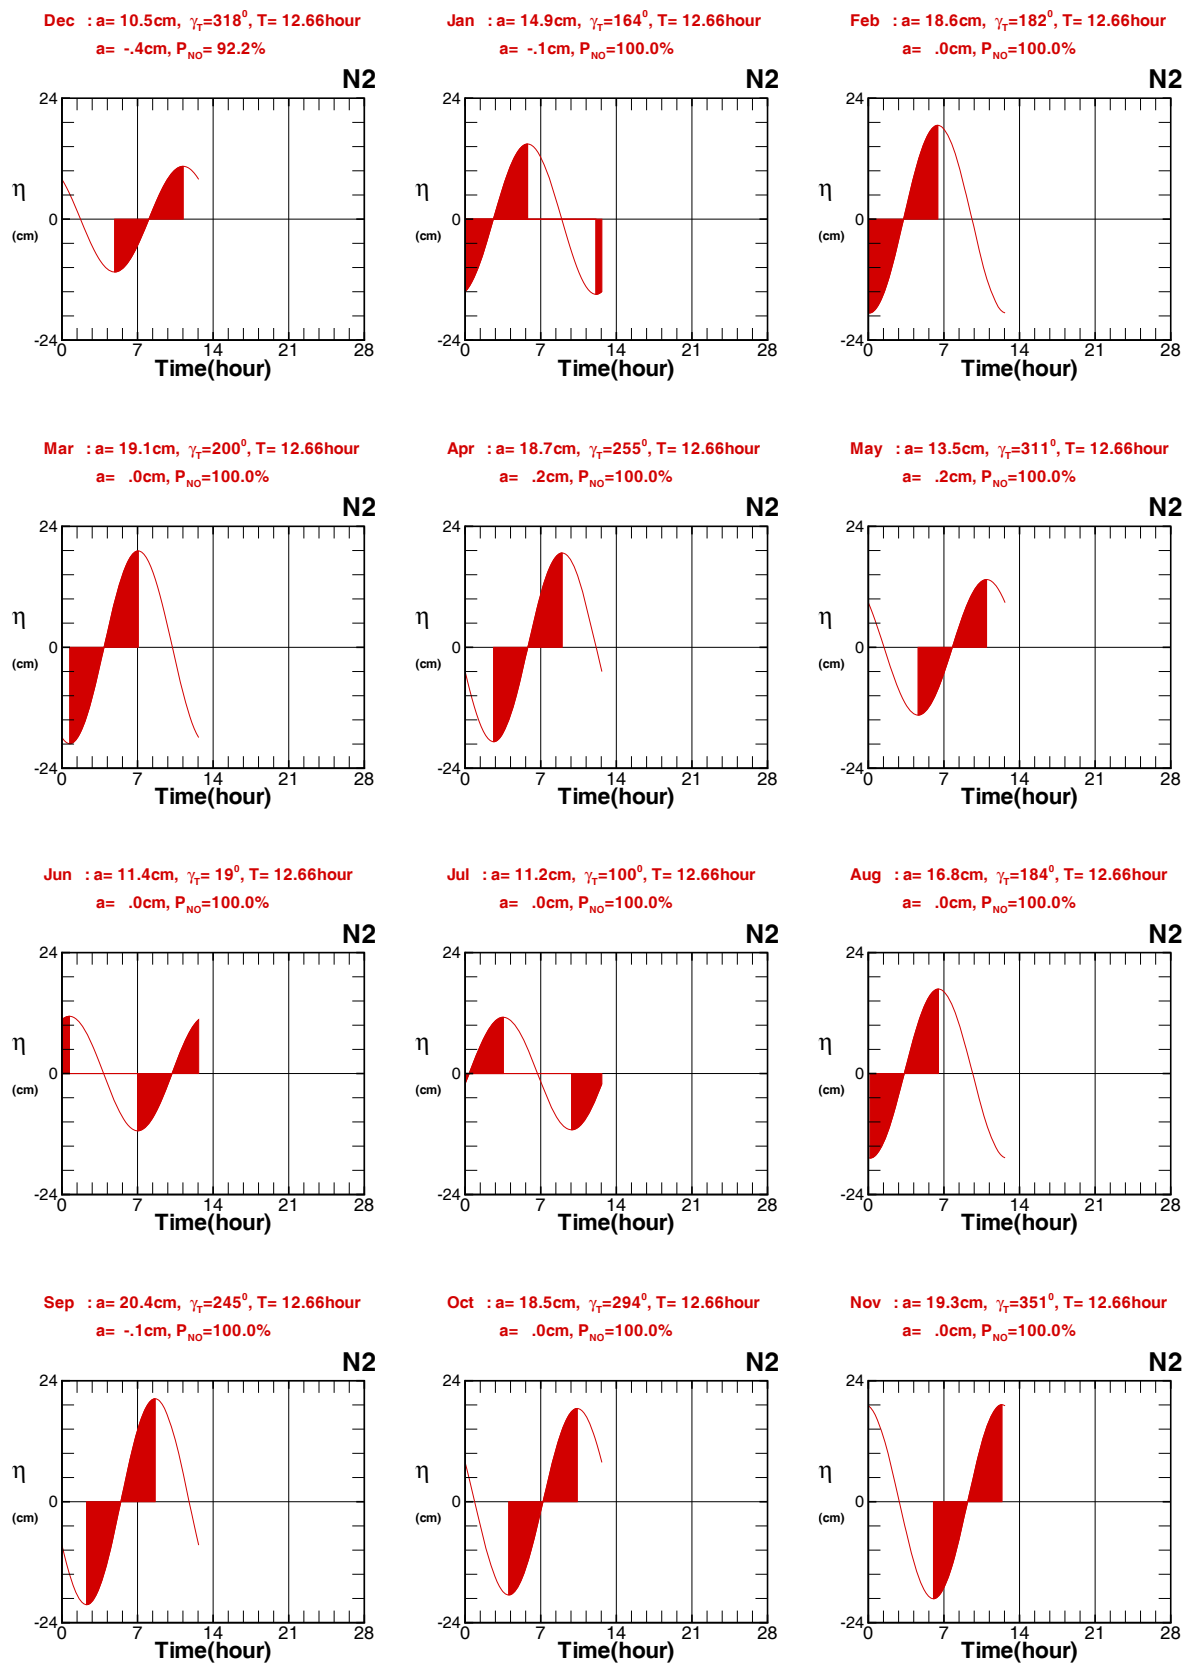 Dec : a= 10.5cm, γT=318⁰, T= 12.66hour
a= -.4cm, PNO= 92.2%
N2
24
η
0
(cm)
-24
0 7 14 21 28
Time(hour)
Jan : a= 14.9cm, γT=164⁰, T= 12.66hour
a= -.1cm, PNO=100.0%
N2
24
η
0
(cm)
-24
0 7 14 21 28
Time(hour)
Feb : a= 18.6cm, γT=182⁰, T= 12.66hour
a= .0cm, PNO=100.0%
N2
24
η
0
(cm)
-24
0 7 14 21 28
Time(hour)
Mar : a= 19.1cm, γT=200⁰, T= 12.66hour
a= .0cm, PNO=100.0%
N2
24
η
0
(cm)
-24
0 7 14 21 28
Time(hour)
Apr : a= 18.7cm, γT=255⁰, T= 12.66hour
a= .2cm, PNO=100.0%
N2
24
η
0
(cm)
-24
0 7 14 21 28
Time(hour)
May : a= 13.5cm, γT=311⁰, T= 12.66hour
a= .2cm, PNO=100.0%
N2
24
η
0
(cm)
-24
0 7 14 21 28
Time(hour)
Jun : a= 11.4cm, γT= 19⁰, T= 12.66hour
a= .0cm, PNO=100.0%
N2
24
η
0
(cm)
-24
0 7 14 21 28
Time(hour)
Jul : a= 11.2cm, γT=100⁰, T= 12.66hour
a= .0cm, PNO=100.0%
N2
24
η
0
(cm)
-24
0 7 14 21 28
Time(hour)
Aug : a= 16.8cm, γT=184⁰, T= 12.66hour
a= .0cm, PNO=100.0%
N2
24
η
0
(cm)
-24
0 7 14 21 28
Time(hour)
Sep : a= 20.4cm, γT=245⁰, T= 12.66hour
a= -.1cm, PNO=100.0%
N2
24
η
0
(cm)
-24
0 7 14 21 28
Time(hour)
Oct : a= 18.5cm, γT=294⁰, T= 12.66hour
a= .0cm, PNO=100.0%
N2
24
η
0
(cm)
-24
0 7 14 21 28
Time(hour)
Nov : a= 19.3cm, γT=351⁰, T= 12.66hour
a= .0cm, PNO=100.0%
N2
24
η
0
(cm)
-24
0 7 14 21 28
Time(hour)